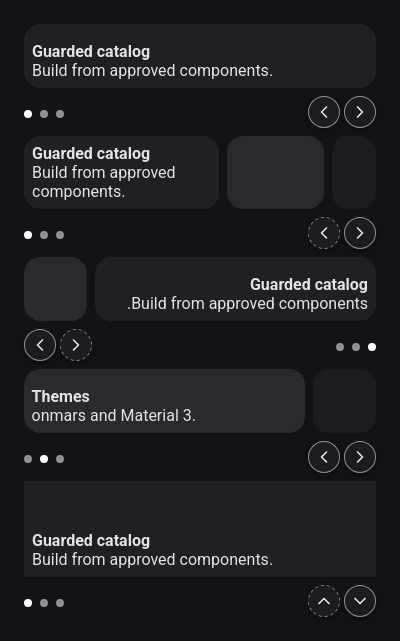 Guarded catalog
Build from approved components.
Guarded catalog
Build from approved
components.
Guarded catalog
.Build from approved components
Themes
onmars and Material 3.
Guarded catalog
Build from approved components.